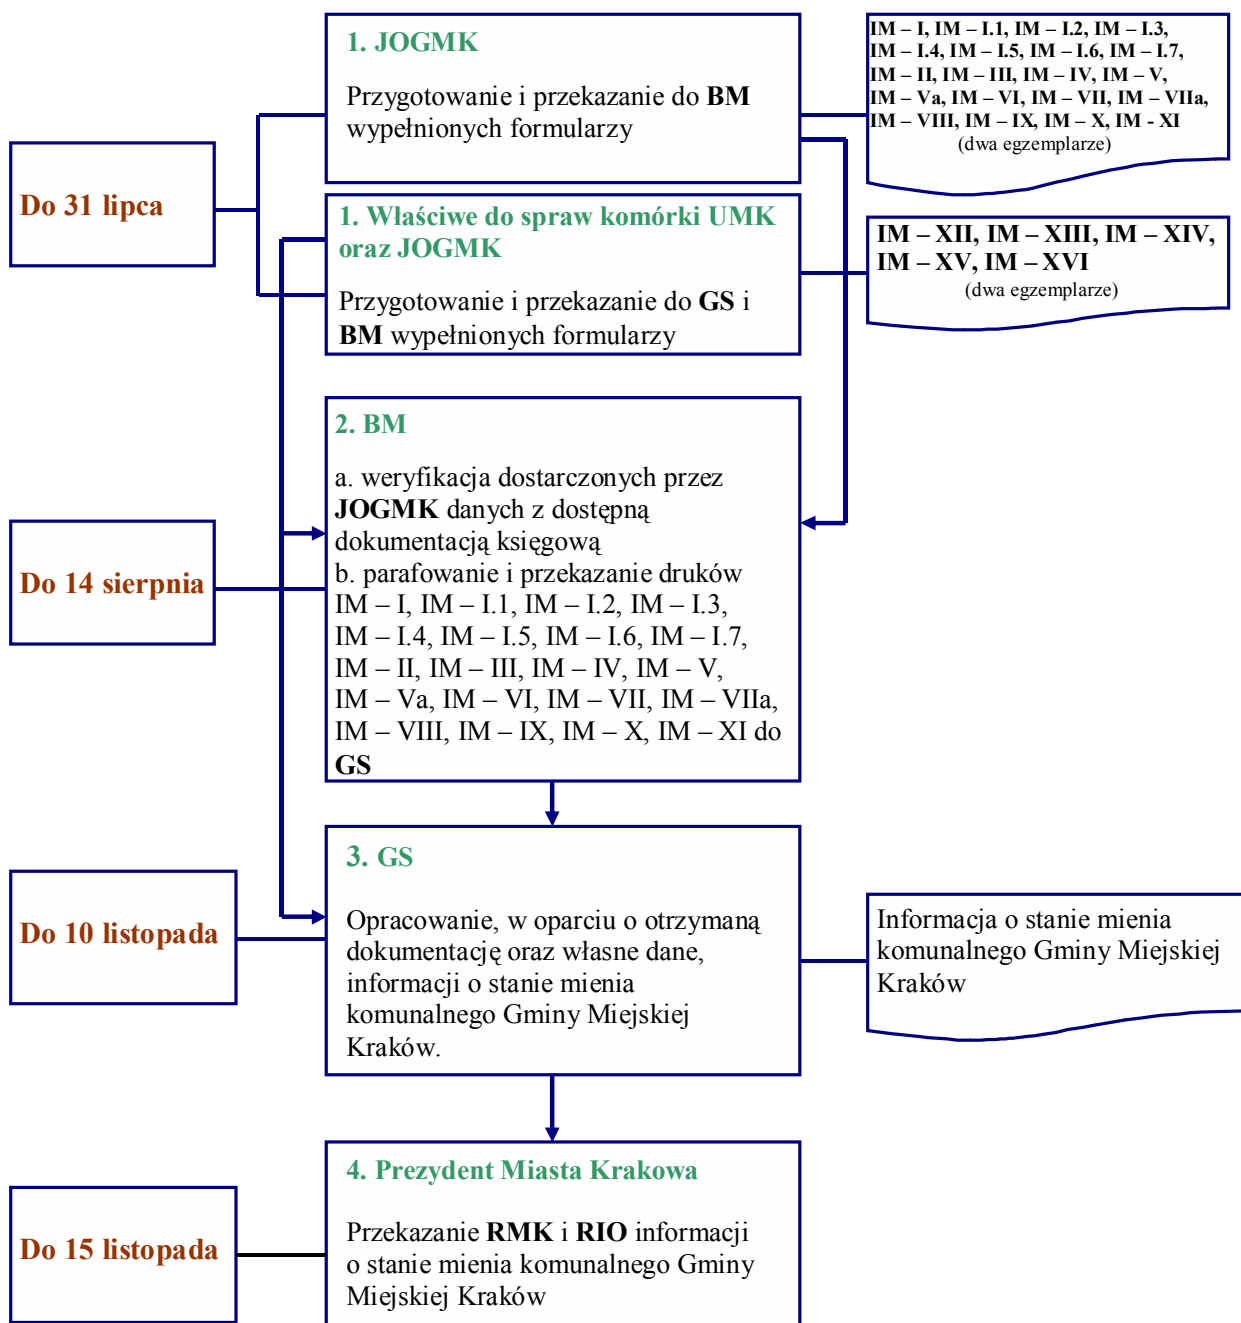 1. JOGMK
Przygotowanie i przekazanie do BM
wypełnionych formularzy
IM – I, IM – I.1, IM – I.2, IM – I.3,
IM – I.4, IM – I.5, IM – I.6, IM – I.7,
IM – II, IM – III, IM – IV, IM – V,
IM – Va, IM – VI, IM – VII, IM – VIIa,
IM – VIII, IM – IX, IM – X, IM - XI
(dwa egzemplarze)
Do 31 lipca
1. Właściwe do spraw komórki UMK
oraz JOGMK
Przygotowanie i przekazanie do GS i
BM wypełnionych formularzy
IM – XII, IM – XIII, IM – XIV,
IM – XV, IM – XVI
(dwa egzemplarze)
Do 14 sierpnia
2. BM
a. weryfikacja dostarczonych przez
JOGMK danych z dostępną
dokumentacją księgową
b. parafowanie i przekazanie druków
IM – I, IM – I.1, IM – I.2, IM – I.3,
IM – I.4, IM – I.5, IM – I.6, IM – I.7,
IM – II, IM – III, IM – IV, IM – V,
IM – Va, IM – VI, IM – VII, IM – VIIa,
IM – VIII, IM – IX, IM – X, IM – XI do
GS
Do 10 listopada
3. GS
Opracowanie, w oparciu o otrzymaną
dokumentację oraz własne dane,
informacji o stanie mienia
komunalnego Gminy Miejskiej
Kraków.
Informacja o stanie mienia
komunalnego Gminy Miejskiej
Kraków
Do 15 listopada
4. Prezydent Miasta Krakowa
Przekazanie RMK i RIO informacji
o stanie mienia komunalnego Gminy
Miejskiej Kraków